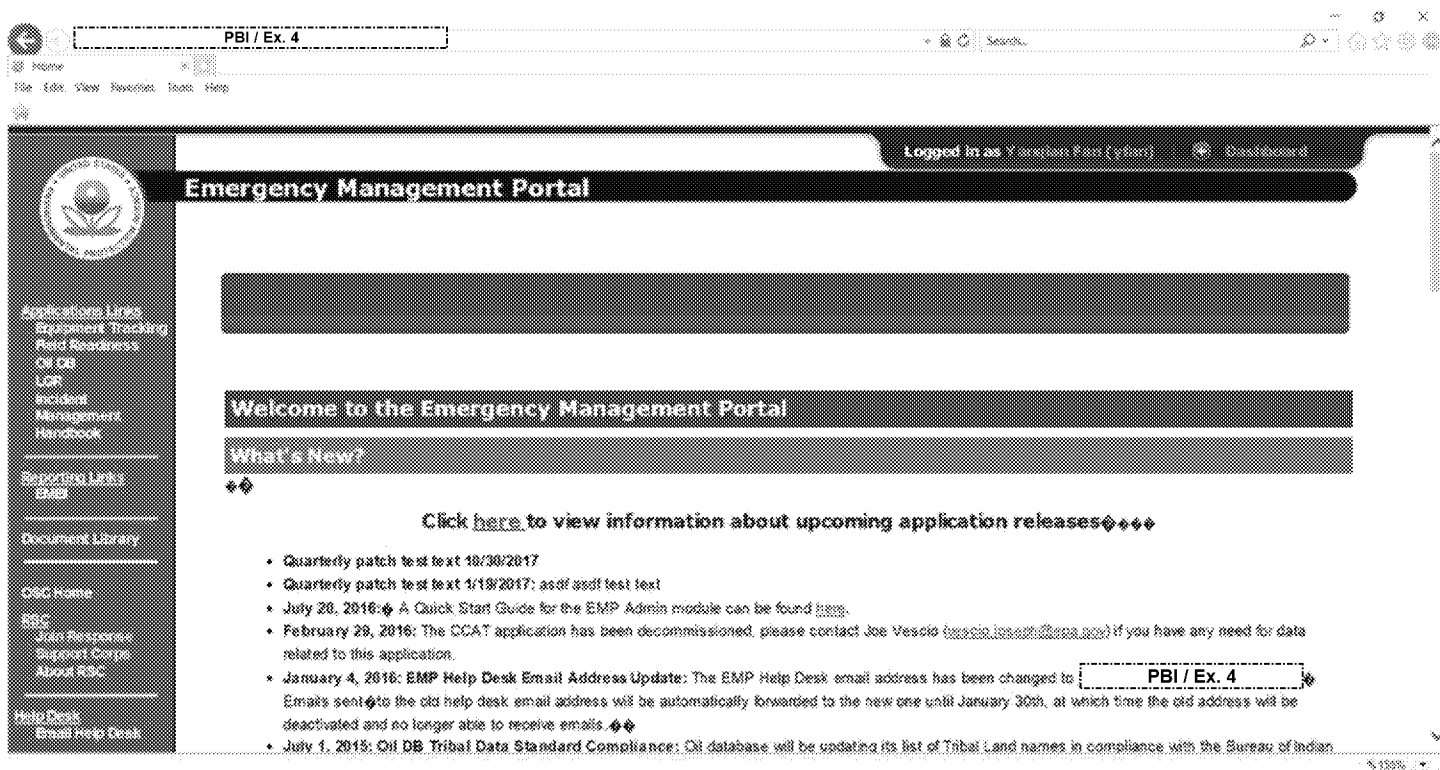 PBI / Ex. 4
Search...
Home
File Edit View Favorites Tools Help
Logged in as
Dashboard
Emergency Management Portal
Applications Links
Equipment Tracking
Field Readiness
Oil DB
LCR
Incident
Management
Handbook
Reporting Links
EMBI
Document Library
OSC Home
RSC
Join Response
Support Corps
About RSC
Help Desk
Email Help Desk
Welcome to the Emergency Management Portal
What's New?
��
Click here to view information about upcoming application releases����
• Quarterly patch test text 10/30/2017
• Quarterly patch test text 1/19/2017: asdf asdf test text
• July 20, 2016:� A Quick Start Guide for the EMP Admin module can be found here.
• February 29, 2016: The CCAT application has been decommissioned, please contact Joe Vescio (vescio.joseph@epa.gov) if you have any need for data
related to this application.
• January 4, 2016: EMP Help Desk Email Address Update: The EMP Help Desk email address has been changed to PBI / Ex. 4 �
Emails sent�to the old help desk email address will be automatically forwarded to the new one until January 30th, at which time the old address will be
deactivated and no longer able to receive emails.��
• July 1, 2015: Oil DB Tribal Data Standard Compliance: Oil database will be updating its list of Tribal Land names in compliance with the Bureau of Indian